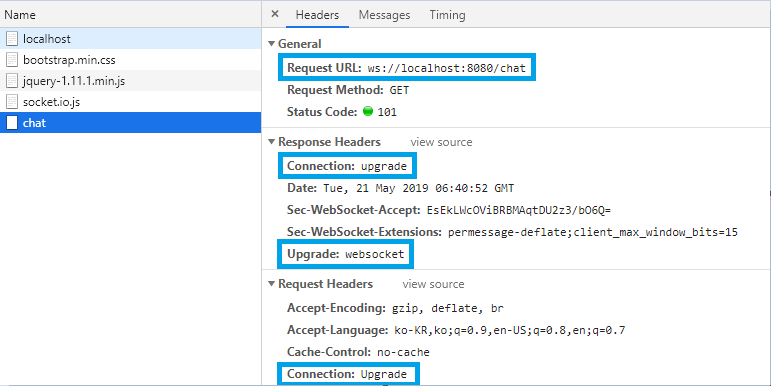 Name
localhost
bootstrap.min.css
jquery-1.11.1.min.js
socket.io.js
chat
× Headers Messages Timing
▼ General
Request URL: ws://localhost:8080/chat
Request Method: GET
Status Code: 101
▼ Response Headers view source
Connection: upgrade
Date: Tue, 21 May 2019 06:40:52 GMT
Sec-WebSocket-Accept: EsEkLWcOViBRBMAqtDU2z3/bO6Q=
Sec-WebSocket-Extensions: permessage-deflate;client_max_window_bits=15
Upgrade: websocket
▼ Request Headers view source
Accept-Encoding: gzip, deflate, br
Accept-Language: ko-KR,ko;q=0.9,en-US;q=0.8,en;q=0.7
Cache-Control: no-cache
Connection: Upgrade